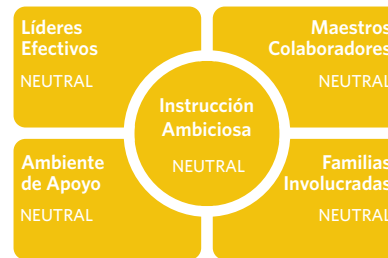 Líderes
Efectivos
NEUTRAL
Maestros
Colaboradores
NEUTRAL
Instrucción
Ambiciosa
NEUTRAL
Ambiente
de Apoyo
NEUTRAL
Familias
Involucradas
NEUTRAL